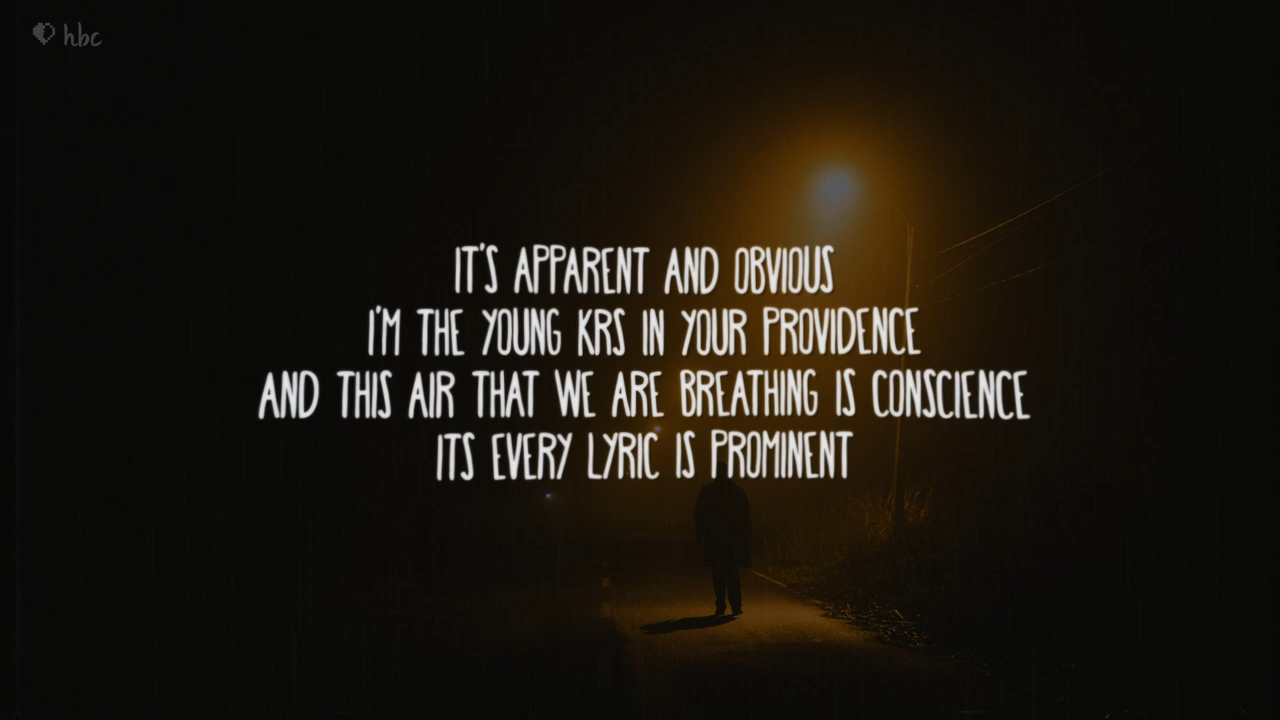 hbc
IT'S APPARENT AND OBVIOUS
I'M THE YOUNG KRS IN YOUR PROVIDENCE
AND THIS AIR THAT WE ARE BREATHING IS CONSCIENCE
ITS EVERY LYRIC IS PROMINENT